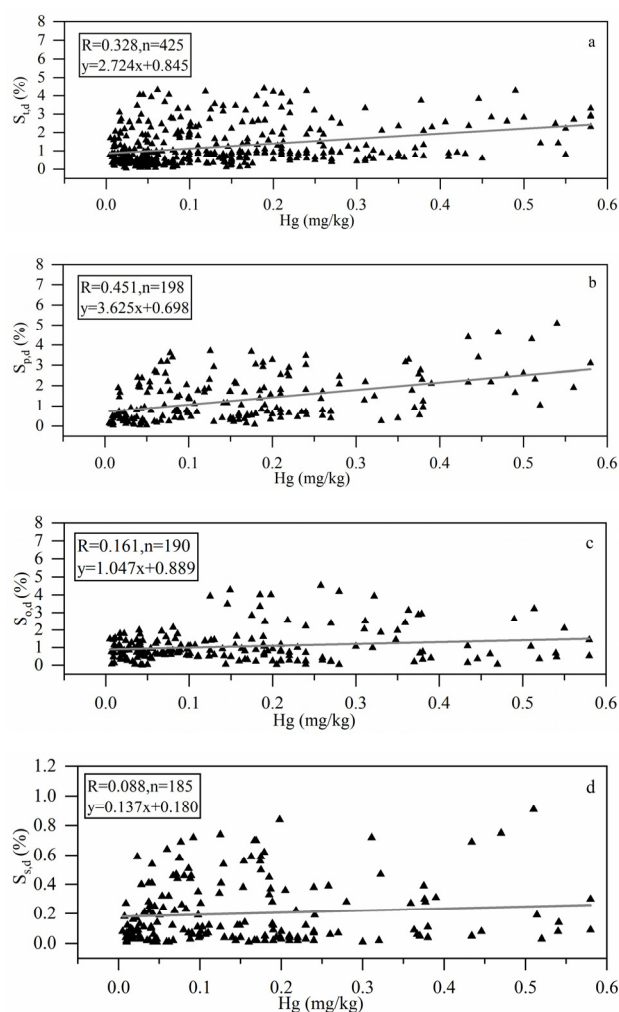 8
R=0.328,n=425
y=2.724x+0.845
a
7
6
5
4
3
2
1
0
St,d (%)
0.0 0.1 0.2 0.3 0.4 0.5 0.6
Hg (mg/kg)
8
R=0.451,n=198
y=3.625x+0.698
b
7
6
5
4
3
2
1
0
Sp,d (%)
0.0 0.1 0.2 0.3 0.4 0.5 0.6
Hg (mg/kg)
8
R=0.161,n=190
y=1.047x+0.889
c
7
6
5
4
3
2
1
0
So,d (%)
0.0 0.1 0.2 0.3 0.4 0.5 0.6
Hg (mg/kg)
1.2
R=0.088,n=185
y=0.137x+0.180
d
1.0
0.8
0.6
0.4
0.2
0.0
Ss,d (%)
0.0 0.1 0.2 0.3 0.4 0.5 0.6
Hg (mg/kg)